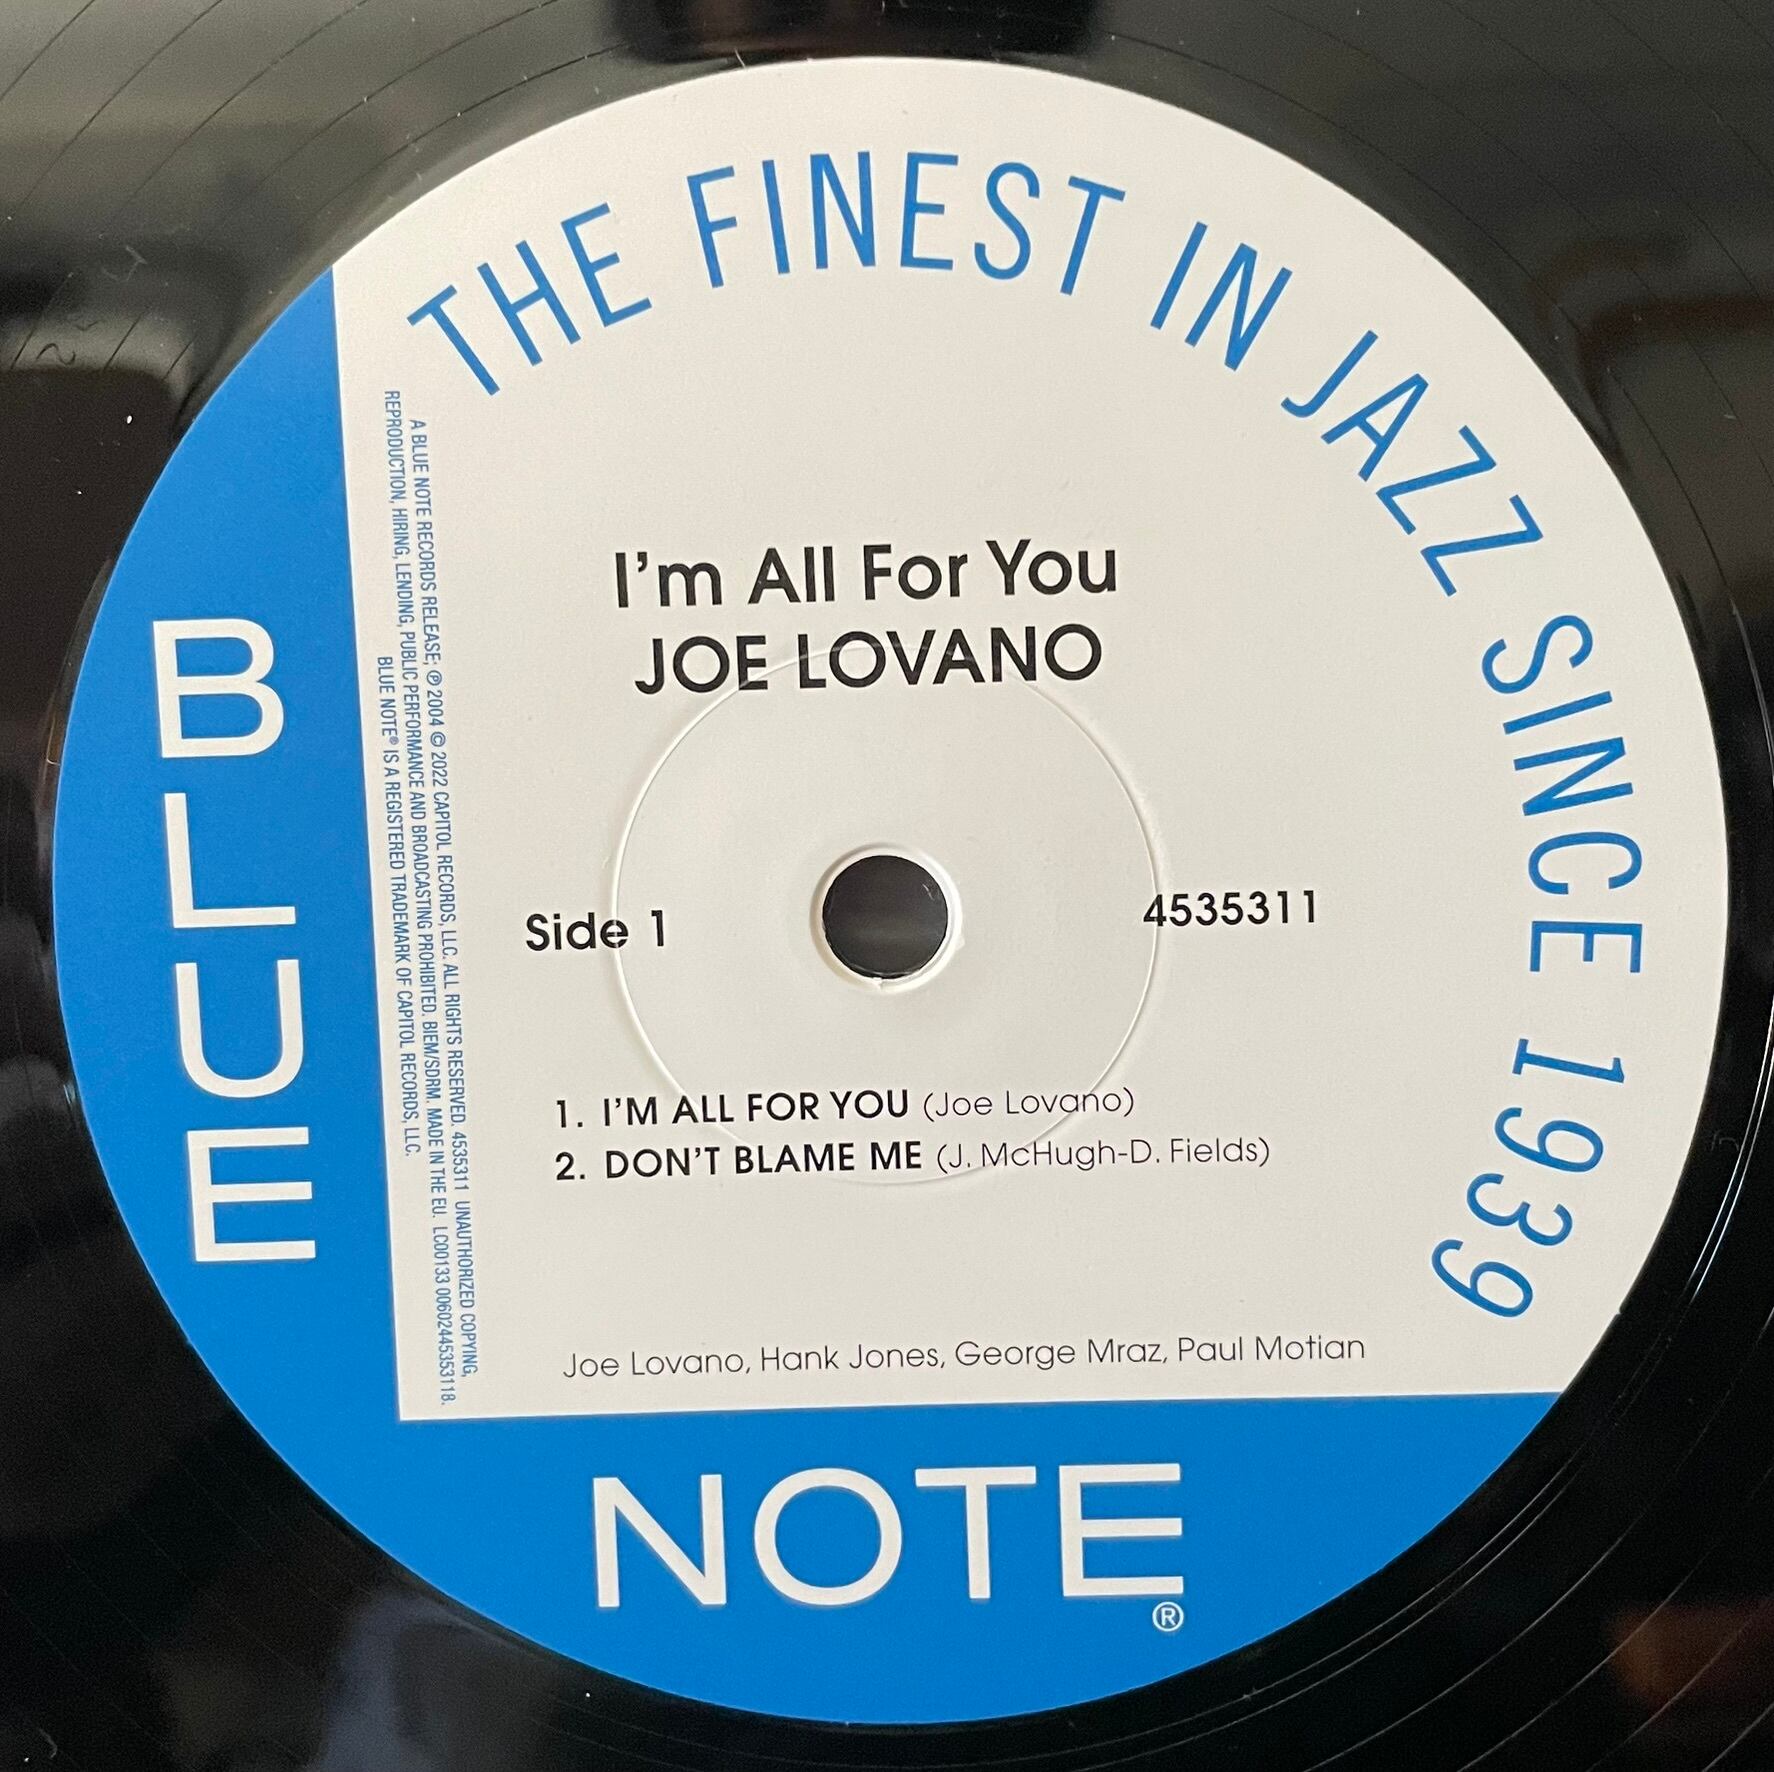 THE FINEST IN JAZZ SINCE 1939
I'm All For You
JOE LOVANO
Side 1
4535311
1. I'M ALL FOR YOU (Joe Lovano)
2. DON'T BLAME ME (J. McHugh-D. Fields)
Joe Lovano, Hank Jones, George Mraz, Paul Motian
BLUE
NOTE®
A BLUE NOTE RECORDS RELEASE; ℗ 2004 © 2022 CAPITOL RECORDS, LLC. ALL RIGHTS RESERVED. 4535311 UNAUTHORIZED COPYING,
REPRODUCTION, HIRING, LENDING, PUBLIC PERFORMANCE AND BROADCASTING PROHIBITED. BIEM/SDRM. MADE IN THE EU. LC00133 00602445353118.
BLUE NOTE® IS A REGISTERED TRADEMARK OF CAPITOL RECORDS, LLC.